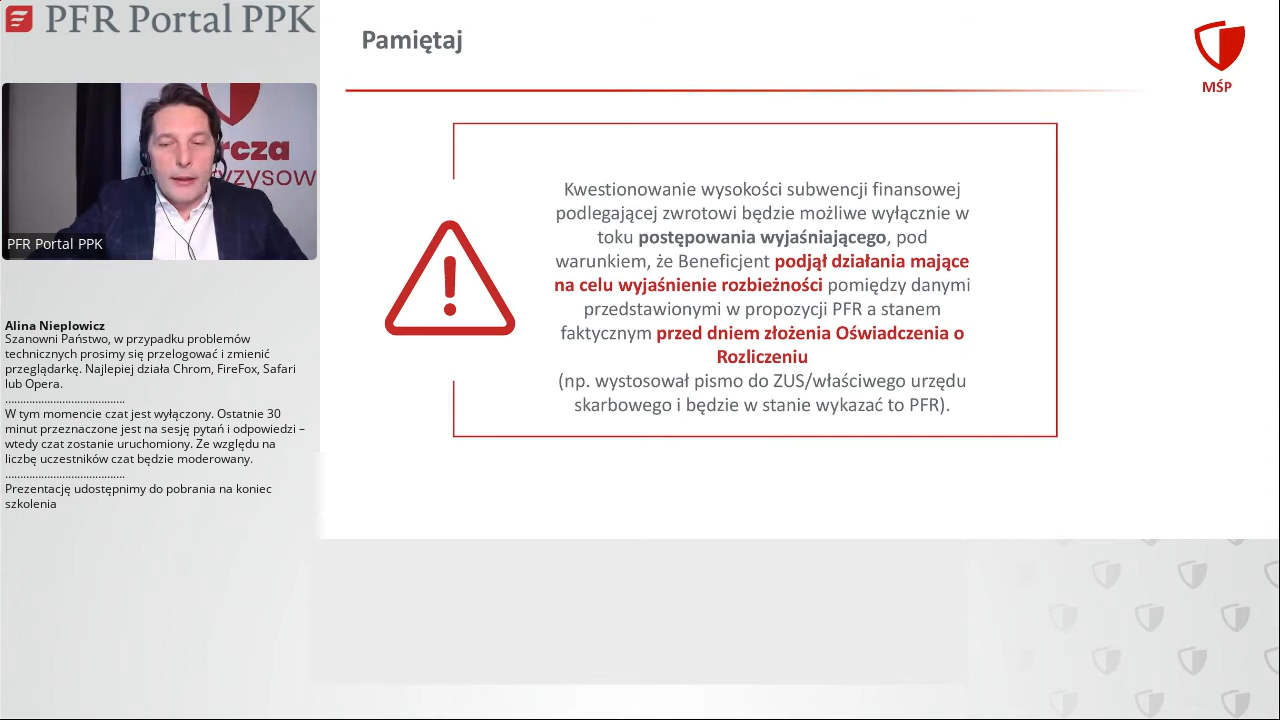 PFR Portal PPK
rcza
yzysow
PFR Portal PPK
Alina Nieplowicz
Szanowni Państwo, w przypadku problemów
technicznych prosimy się przelogować i zmienić
przeglądarkę. Najlepiej działa Chrom, FireFox, Safari
lub Opera.
........................................
W tym momencie czat jest wyłączony. Ostatnie 30
minut przeznaczone jest na sesję pytań i odpowiedzi –
wtedy czat zostanie uruchomiony. Ze względu na
liczbę uczestników czat będzie moderowany.
........................................
Prezentację udostępnimy do pobrania na koniec
szkolenia
Pamiętaj
MŚP
Kwestionowanie wysokości subwencji finansowej
podlegającej zwrotowi będzie możliwe wyłącznie w
toku postępowania wyjaśniającego, pod
warunkiem, że Beneficjent podjął działania mające
na celu wyjaśnienie rozbieżności pomiędzy danymi
przedstawionymi w propozycji PFR a stanem
faktycznym przed dniem złożenia Oświadczenia o
Rozliczeniu
(np. wystosował pismo do ZUS/właściwego urzędu
skarbowego i będzie w stanie wykazać to PFR).